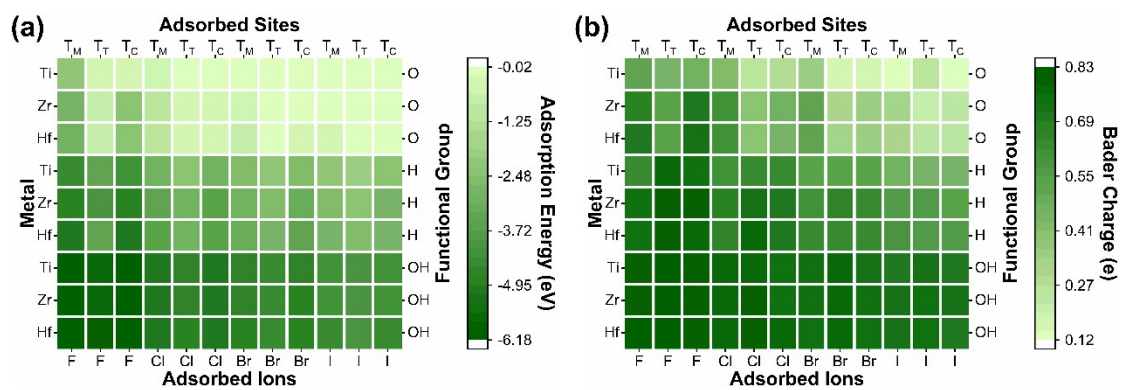 (a)
Adsorbed Sites
T_M T_T T_C T_M T_T T_C T_M T_T T_C T_M T_T T_C
Metal
Ti O
Zr O
Hf O
Ti H
Zr H
Hf H
Ti OH
Zr OH
Hf OH
F F F Cl Cl Cl Br Br Br I I I
Adsorbed Ions
Functional Group
-0.02
-1.25
-2.48
-3.72
-4.95
-6.18
Adsorption Energy (eV)
(b)
Adsorbed Sites
T_M T_T T_C T_M T_T T_C T_M T_T T_C T_M T_T T_C
Metal
Ti O
Zr O
Hf O
Ti H
Zr H
Hf H
Ti OH
Zr OH
Hf OH
F F F Cl Cl Cl Br Br Br I I I
Adsorbed Ions
Functional Group
0.83
0.69
0.55
0.41
0.27
0.12
Bader Charge (e)